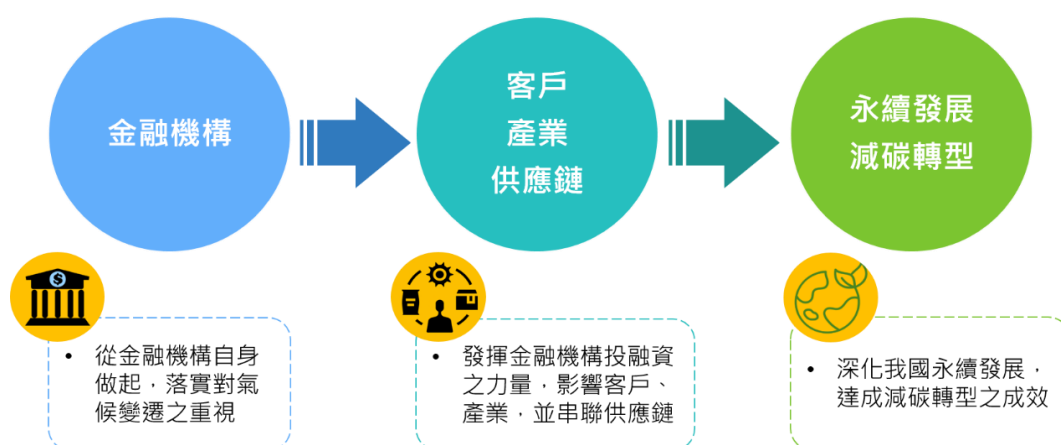 金融機構
客戶
產業
供應鏈
永續發展
減碳轉型
$
• 從金融機構自身
做起，落實對氣
候變遷之重視
• 發揮金融機構投融資
之力量，影響客戶、
產業，並串聯供應鏈
• 深化我國永續發展，
達成減碳轉型之成效